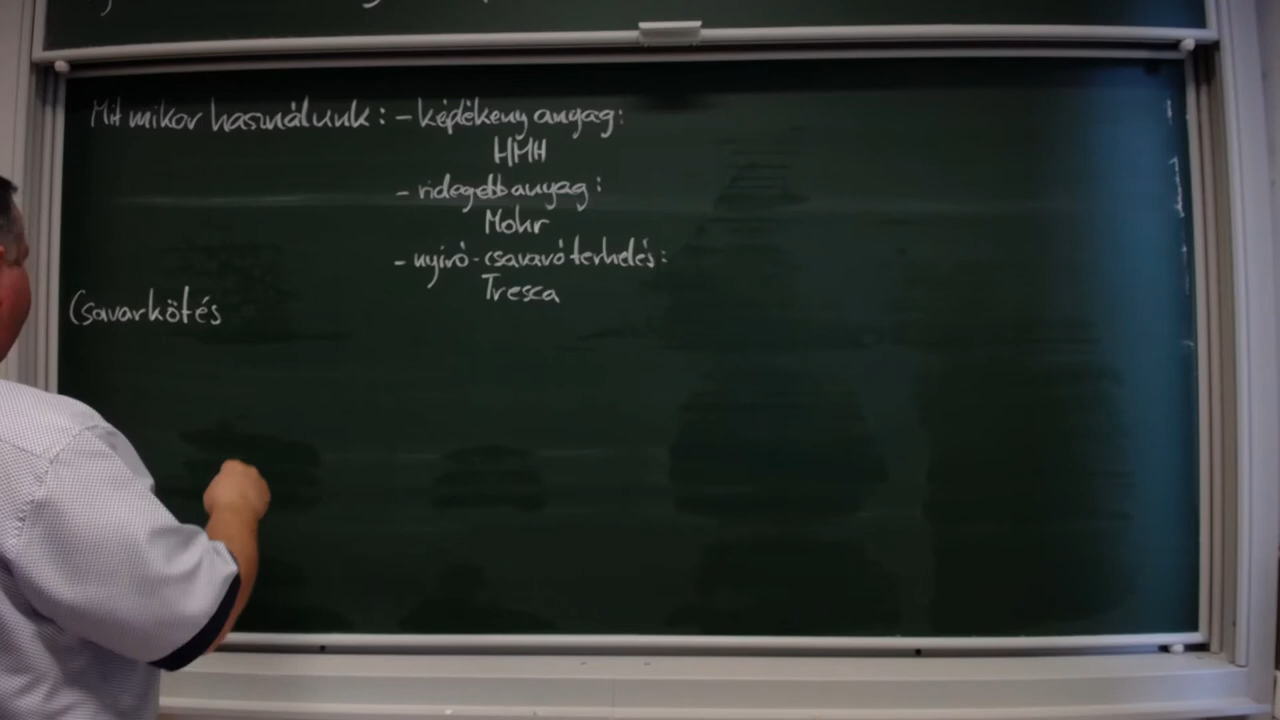 Mit mikor használunk: - képlékeny anyag:
HMH
- ridegebb anyag:
Mohr
- nyíró-csavaró terhelés:
Tresca
Csavarkötés